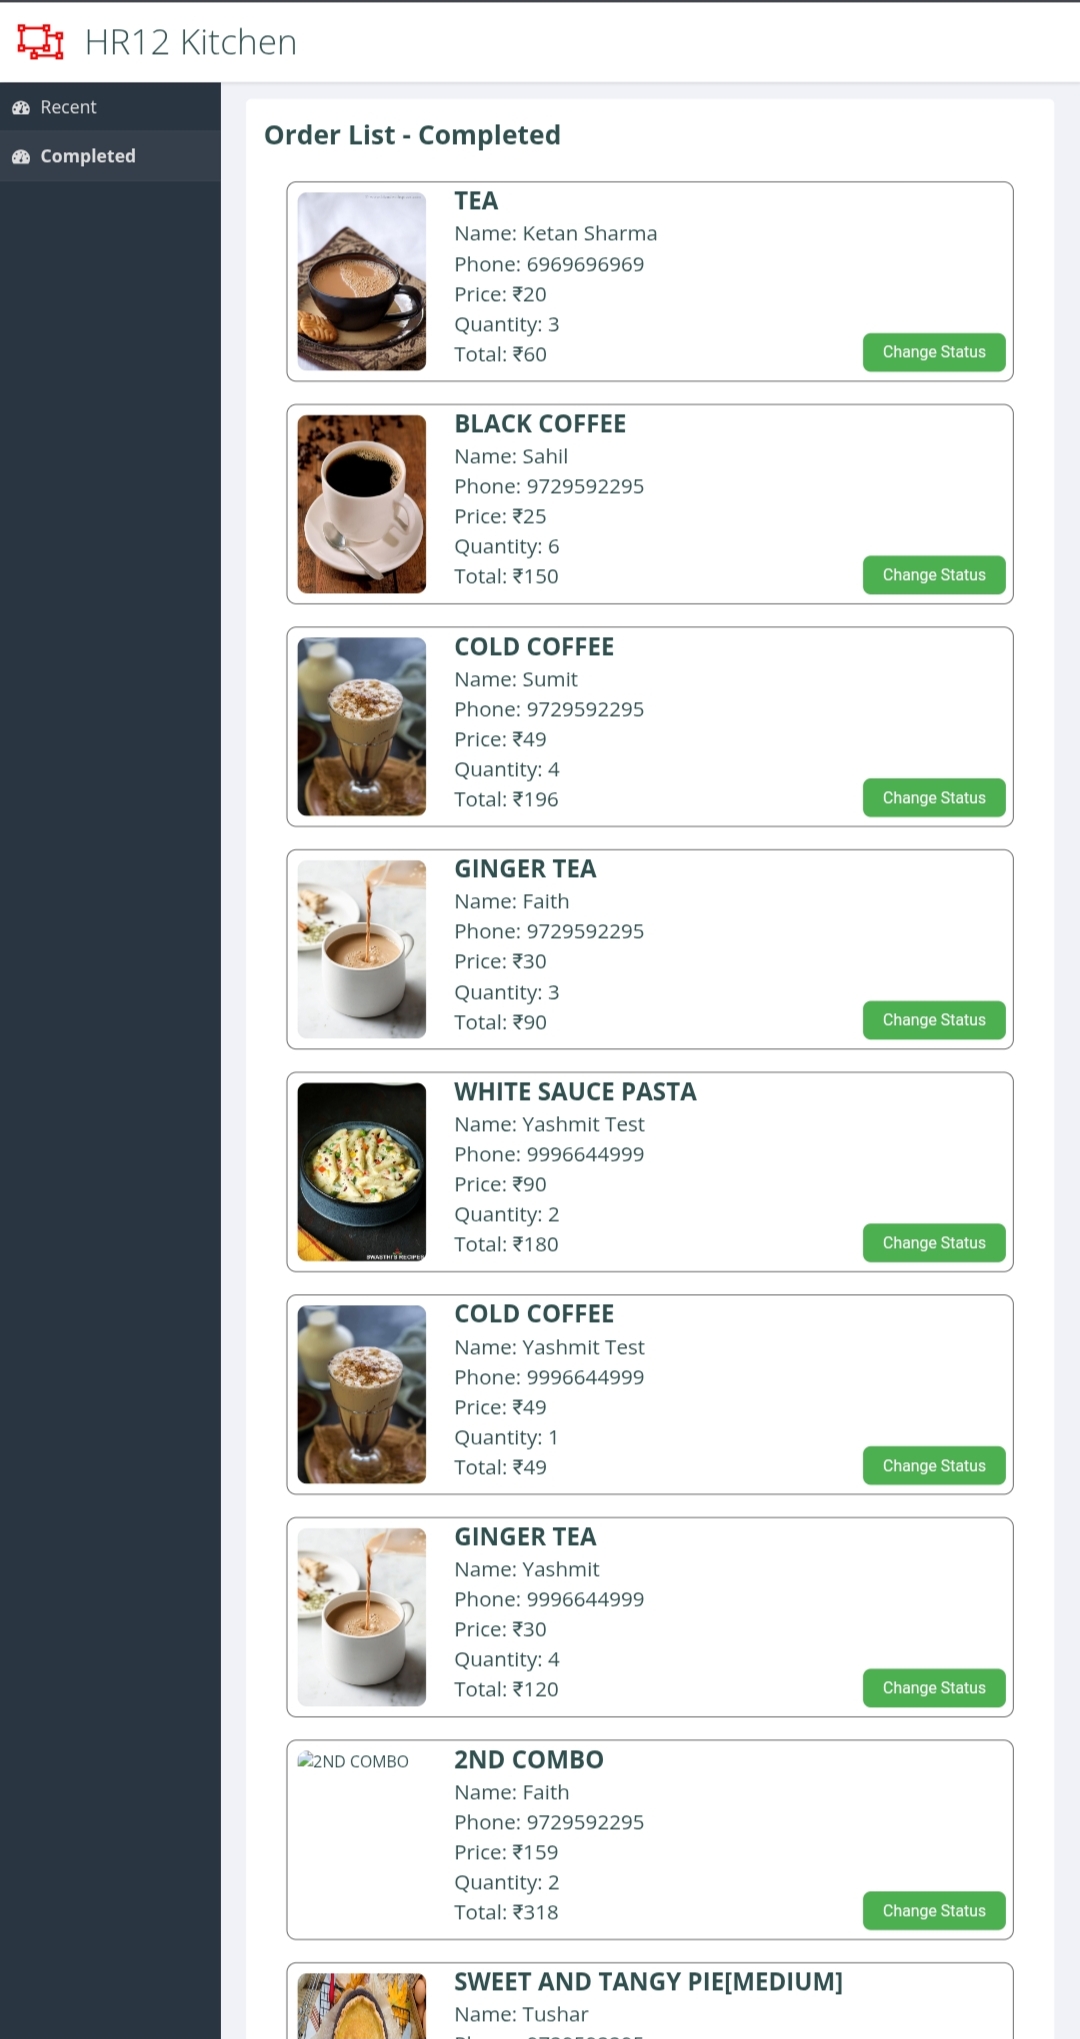 HR12 Kitchen
Recent
Completed
Order List - Completed
TEA
Name: Ketan Sharma
Phone: 6969696969
Price: ₹20
Quantity: 3
Total: ₹60
Change Status
BLACK COFFEE
Name: Sahil
Phone: 9729592295
Price: ₹25
Quantity: 6
Total: ₹150
Change Status
COLD COFFEE
Name: Sumit
Phone: 9729592295
Price: ₹49
Quantity: 4
Total: ₹196
Change Status
GINGER TEA
Name: Faith
Phone: 9729592295
Price: ₹30
Quantity: 3
Total: ₹90
Change Status
SWASTHI'S RECIPES
WHITE SAUCE PASTA
Name: Yashmit Test
Phone: 9996644999
Price: ₹90
Quantity: 2
Total: ₹180
Change Status
COLD COFFEE
Name: Yashmit Test
Phone: 9996644999
Price: ₹49
Quantity: 1
Total: ₹49
Change Status
GINGER TEA
Name: Yashmit
Phone: 9996644999
Price: ₹30
Quantity: 4
Total: ₹120
Change Status
2ND COMBO
2ND COMBO
Name: Faith
Phone: 9729592295
Price: ₹159
Quantity: 2
Total: ₹318
Change Status
SWEET AND TANGY PIE[MEDIUM]
Name: Tushar